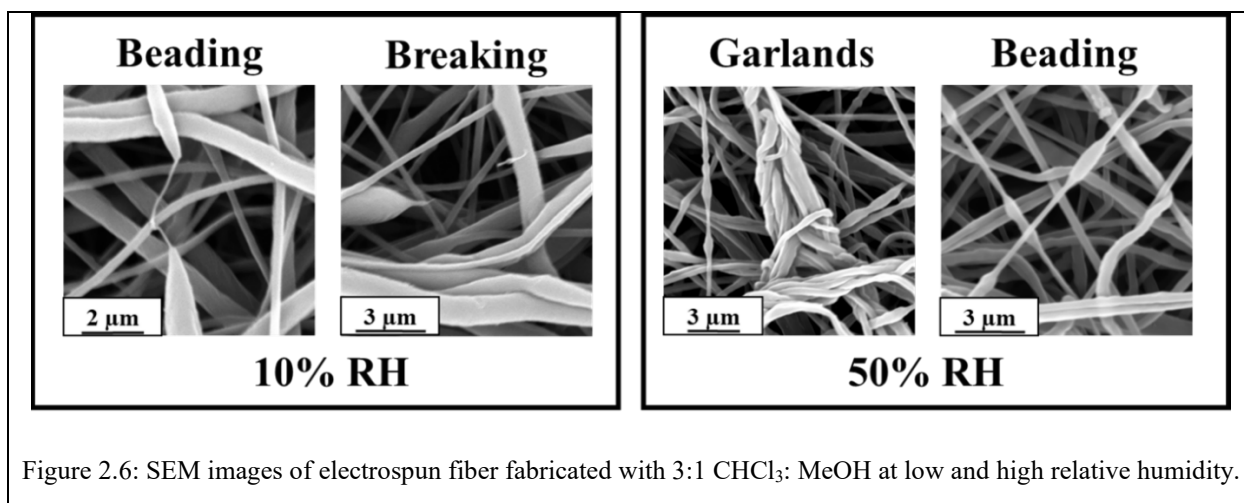 Beading
Breaking
2 µm
3 µm
10% RH
Garlands
Beading
3 µm
3 µm
50% RH
Figure 2.6: SEM images of electrospun fiber fabricated with 3:1 CHCl₃: MeOH at low and high relative humidity.